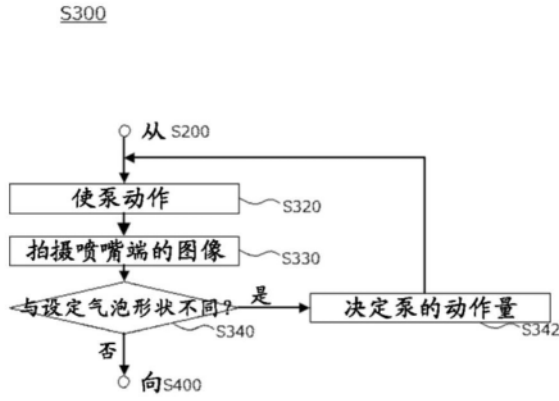 S300
从 S200
使泵动作
S320
拍摄喷嘴端的图像
S330
与设定气泡形状不同?
是
S340
决定泵的动作量
S342
否
向S400